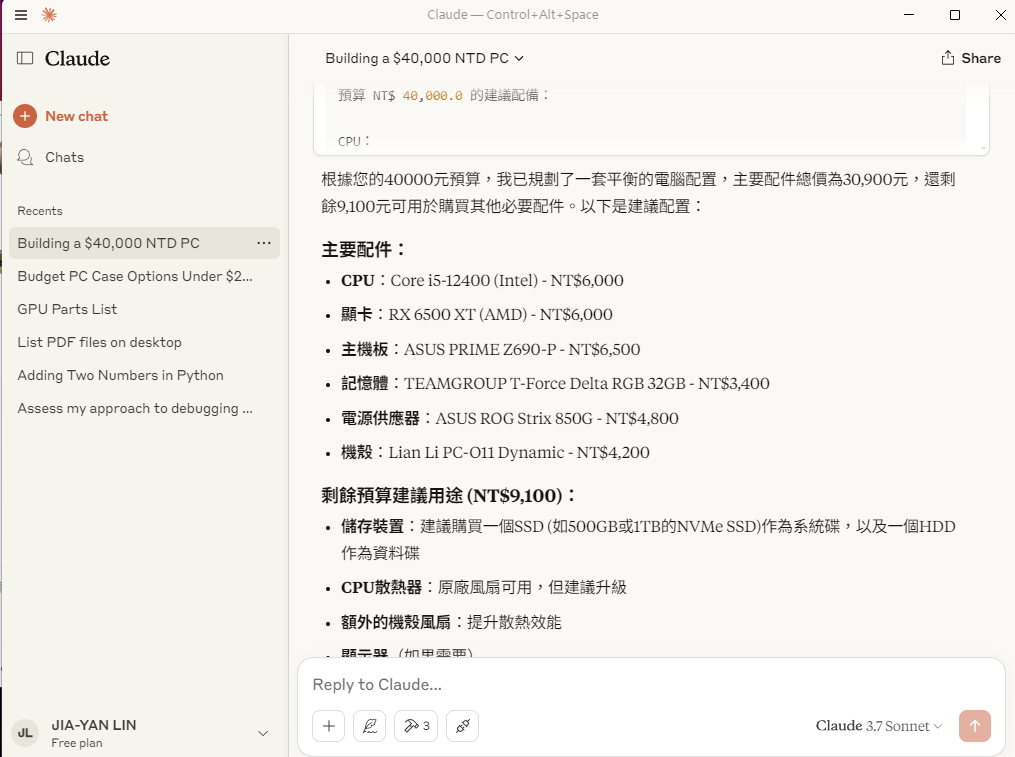 Claude — Control+Alt+Space
Claude
New chat
Chats
Recents
Building a $40,000 NTD PC
Budget PC Case Options Under $2...
GPU Parts List
List PDF files on desktop
Adding Two Numbers in Python
Assess my approach to debugging ...
JL
JIA-YAN LIN
Free plan
Building a $40,000 NTD PC
Share
預算 NT$ 40,000.0 的建議配備：
CPU：
根據您的40000元預算，我已規劃了一套平衡的電腦配置，主要配件總價為30,900元，還剩
餘9,100元可用於購買其他必要配件。以下是建議配置：
主要配件：
• CPU：Core i5-12400 (Intel) - NT$6,000
• 顯卡：RX 6500 XT (AMD) - NT$6,000
• 主機板：ASUS PRIME Z690-P - NT$6,500
• 記憶體：TEAMGROUP T-Force Delta RGB 32GB - NT$3,400
• 電源供應器：ASUS ROG Strix 850G - NT$4,800
• 機殼：Lian Li PC-O11 Dynamic - NT$4,200
剩餘預算建議用途 (NT$9,100)：
• 儲存裝置：建議購買一個SSD (如500GB或1TB的NVMe SSD)作為系統碟，以及一個HDD
作為資料碟
• CPU散熱器：原廠風扇可用，但建議升級
• 額外的機殼風扇：提升散熱效能
• 顯示器（如果需要）
Reply to Claude...
3
Claude 3.7 Sonnet